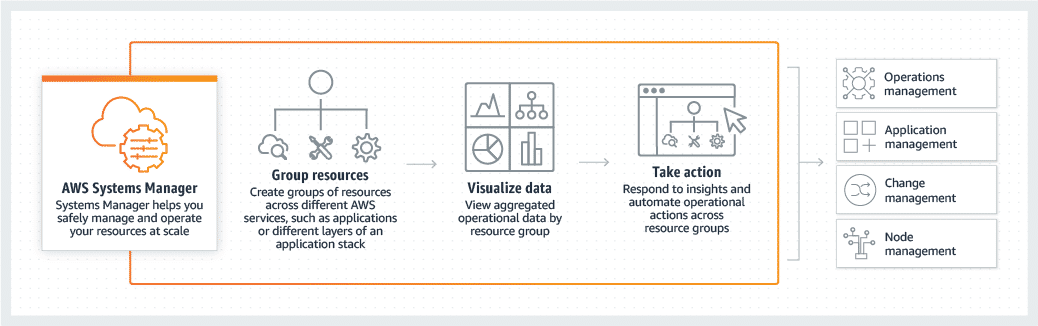 AWS Systems Manager
Systems Manager helps you
safely manage and operate
your resources at scale
Group resources
Create groups of resources
across different AWS
services, such as applications
or different layers of an
application stack
Visualize data
View aggregated
operational data by
resource group
Take action
Respond to insights and
automate operational
actions across
resource groups
Operations
management
Application
management
Change
management
Node
management